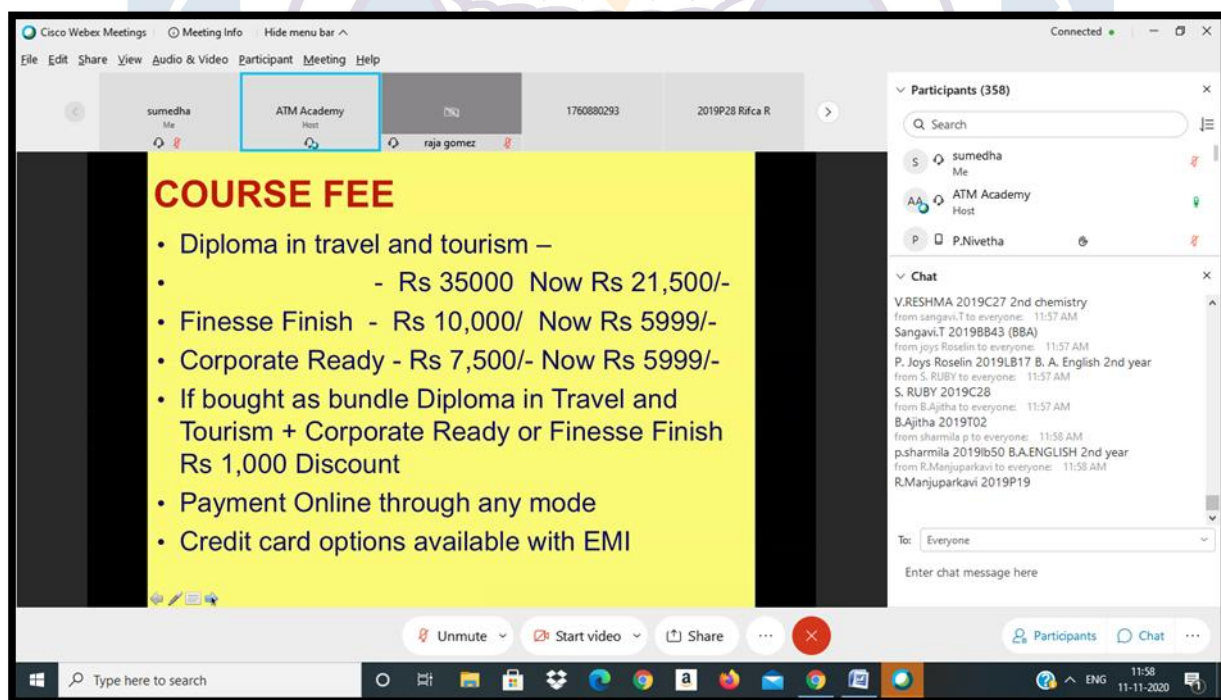 Cisco Webex Meetings
Meeting Info
Hide menu bar
Connected
File Edit Share View Audio & Video Participant Meeting Help
sumedha
Me
ATM Academy
Host
raja gomez
1760880293
2019P28 Rifca R
COURSE FEE
• Diploma in travel and tourism –
• - Rs 35000 Now Rs 21,500/-
• Finesse Finish - Rs 10,000/ Now Rs 5999/-
• Corporate Ready - Rs 7,500/- Now Rs 5999/-
• If bought as bundle Diploma in Travel and
Tourism + Corporate Ready or Finesse Finish
Rs 1,000 Discount
• Payment Online through any mode
• Credit card options available with EMI
Participants (358)
Search
S
sumedha
Me
AA
ATM Academy
Host
P
P.Nivetha
Chat
V.RESHMA 2019C27 2nd chemistry
from sangavi.T to everyone: 11:57 AM
Sangavi.T 2019BB43 (BBA)
from joys Roselin to everyone: 11:57 AM
P. Joys Roselin 2019LB17 B. A. English 2nd year
from S. RUBY to everyone: 11:57 AM
S. RUBY 2019C28
from B.Ajitha to everyone: 11:57 AM
B.Ajitha 2019T02
from sharmila p to everyone: 11:58 AM
p.sharmila 2019lb50 B.A.ENGLISH 2nd year
from R.Manjuparkavi to everyone: 11:58 AM
R.Manjuparkavi 2019P19
To: Everyone
Enter chat message here
Unmute
Start video
Share
Participants
Chat
Type here to search
a
ENG
11:58
11-11-2020